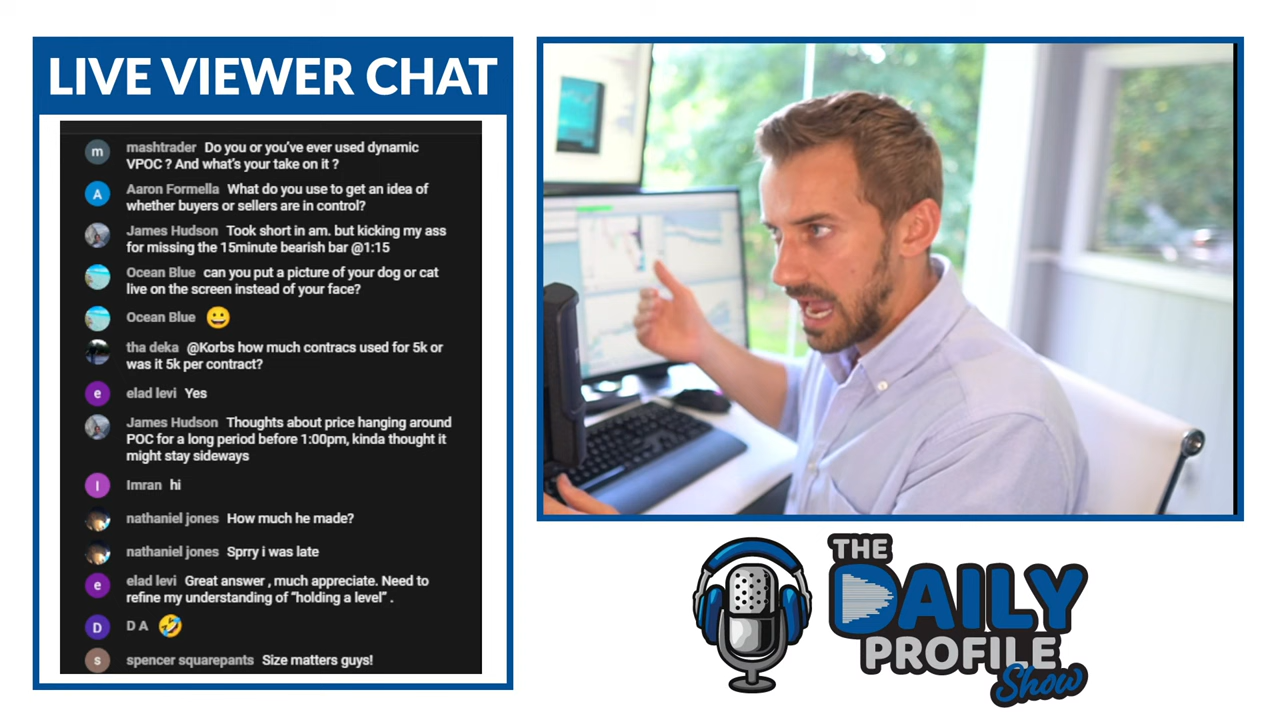 LIVE VIEWER CHAT
m
mashtrader Do you or you've ever used dynamic
VPOC ? And what's your take on it ?
A
Aaron Formella What do you use to get an idea of
whether buyers or sellers are in control?
James Hudson Took short in am. but kicking my ass
for missing the 15minute bearish bar @1:15
Ocean Blue can you put a picture of your dog or cat
live on the screen instead of your face?
Ocean Blue 😀
tha deka @Korbs how much contracs used for 5k or
was it 5k per contract?
e
elad levi Yes
James Hudson Thoughts about price hanging around
POC for a long period before 1:00pm, kinda thought it
might stay sideways
I
Imran hi
nathaniel jones How much he made?
nathaniel jones Sprry i was late
e
elad levi Great answer , much appreciate. Need to
refine my understanding of "holding a level" .
D
D A 🤣
s
spencer squarepants Size matters guys!
THE
DAILY
PROFILE
Show